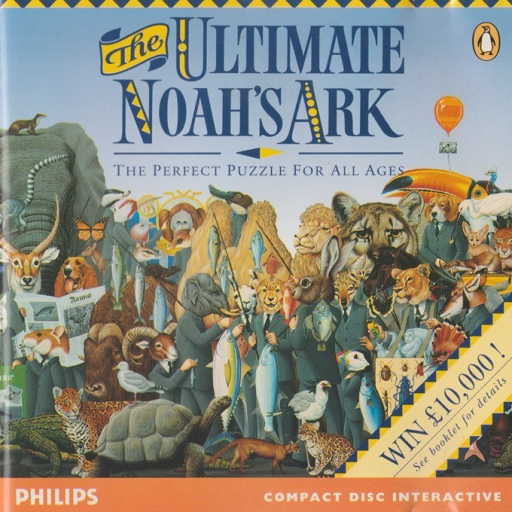 The ULTIMATE
NOAH'S ARK
THE PERFECT PUZZLE FOR ALL AGES
Fauna
WIN £10,000!
See booklet for details
PHILIPS
COMPACT DISC INTERACTIVE